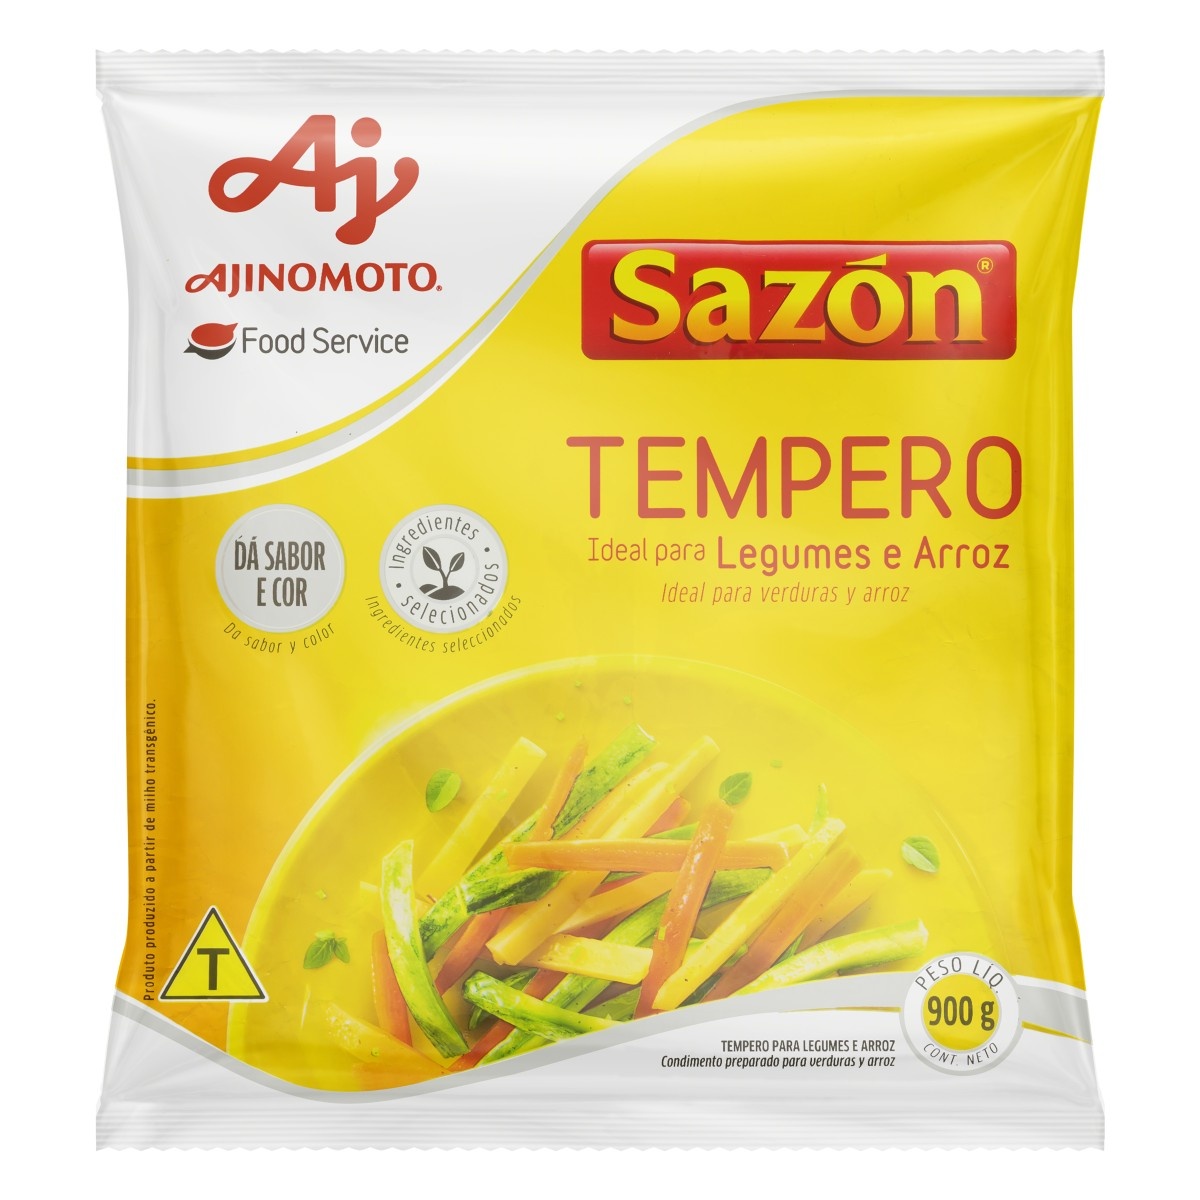 Aj
AJINOMOTO®
Food Service
Sazón®
TEMPERO
Ideal para Legumes e Arroz
Ideal para verduras y arroz
DÁ SABOR
E COR
Da sabor y color
Ingredientes
selecionados
Ingredientes seleccionados
Produto produzido a partir de milho transgênico.
T
PESO LÍQ.
900 g
CONT. NETO
TEMPERO PARA LEGUMES E ARROZ
Condimento preparado para verduras y arroz